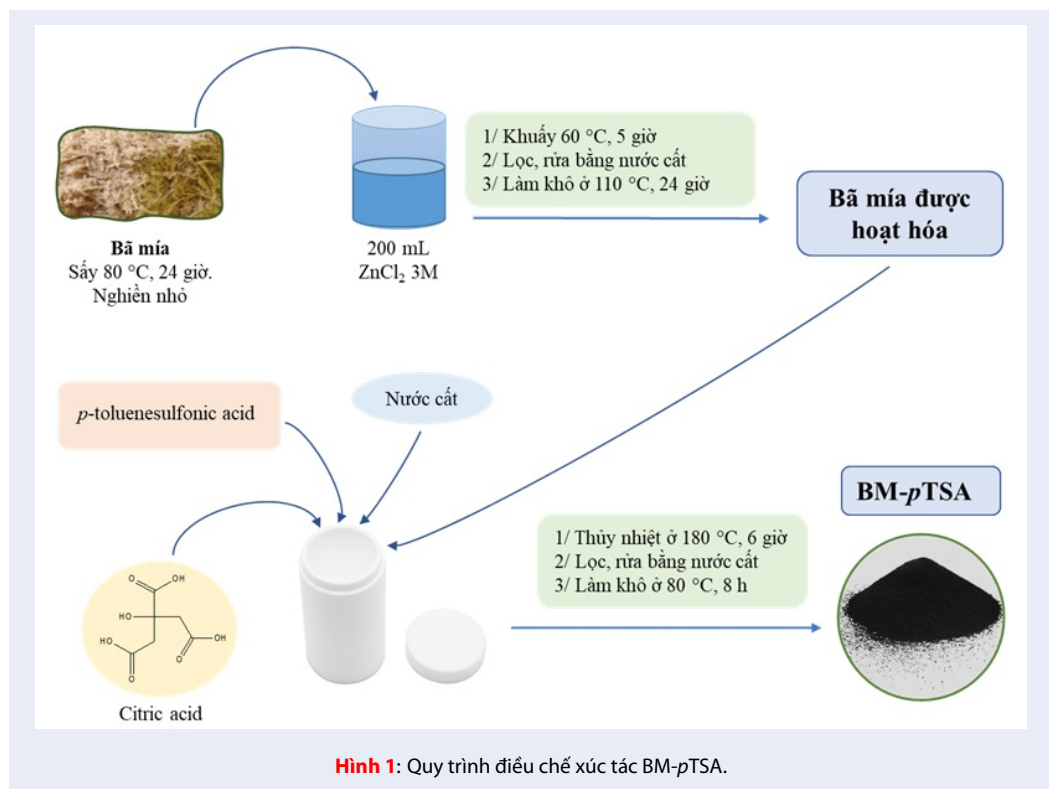 1/ Khuấy 60 °C, 5 giờ
2/ Lọc, rửa bằng nước cất
3/ Làm khô ở 110 °C, 24 giờ
Bã mía được
hoạt hóa
Bã mía
Sấy 80 °C, 24 giờ.
Nghiền nhỏ
200 mL
ZnCl₂ 3M
p-toluenesulfonic acid
Nước cất
BM-pTSA
1/ Thủy nhiệt ở 180 °C, 6 giờ
2/ Lọc, rửa bằng nước cất
3/ Làm khô ở 80 °C, 8 h
O
OH
HO
HO
O
OH
O
Citric acid
Hình 1: Quy trình điều chế xúc tác BM-pTSA.